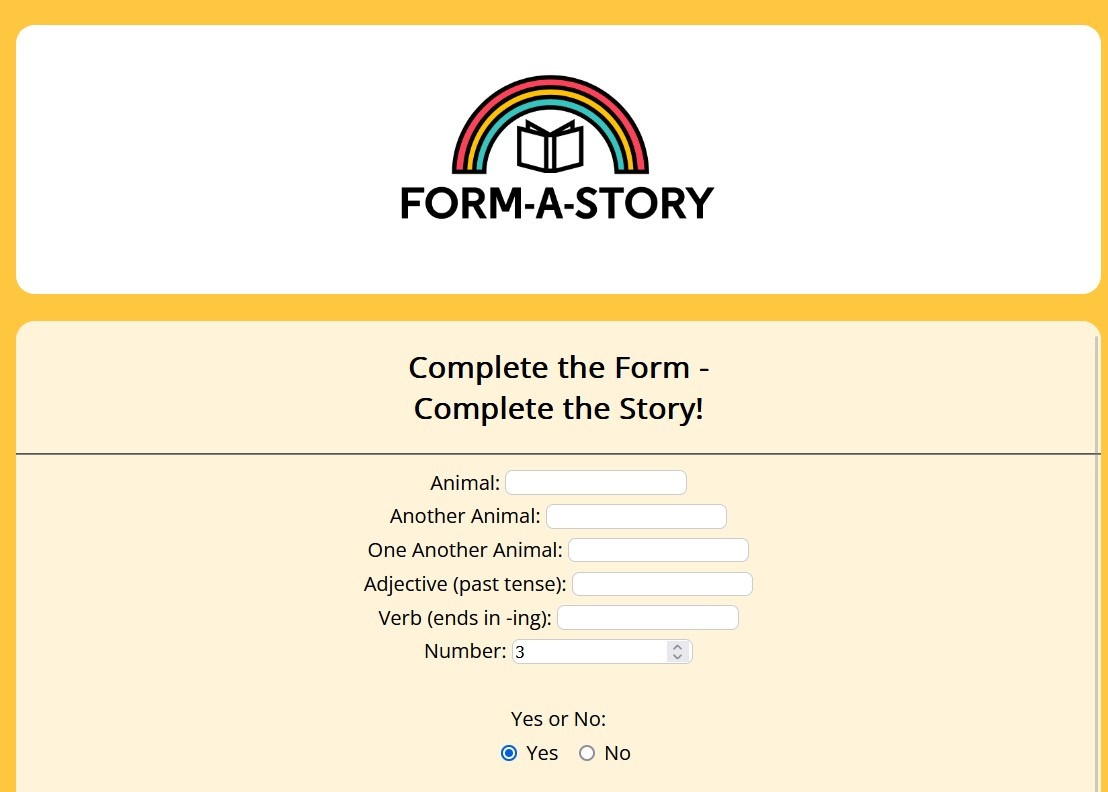 FORM-A-STORY
Complete the Form -
Complete the Story!
Animal:
Another Animal:
One Another Animal:
Adjective (past tense):
Verb (ends in -ing):
Number: 3
Yes or No:
Yes No